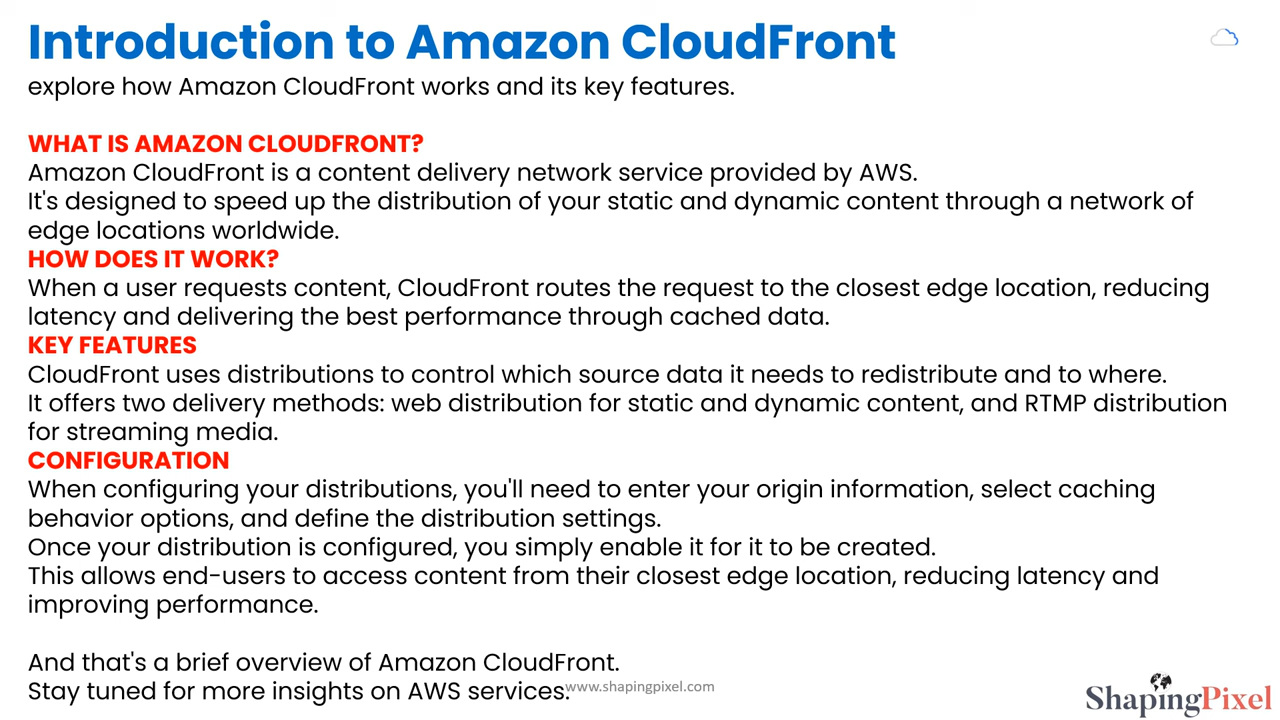 Introduction to Amazon CloudFront
explore how Amazon CloudFront works and its key features.
WHAT IS AMAZON CLOUDFRONT?
Amazon CloudFront is a content delivery network service provided by AWS.
It's designed to speed up the distribution of your static and dynamic content through a network of
edge locations worldwide.
HOW DOES IT WORK?
When a user requests content, CloudFront routes the request to the closest edge location, reducing
latency and delivering the best performance through cached data.
KEY FEATURES
CloudFront uses distributions to control which source data it needs to redistribute and to where.
It offers two delivery methods: web distribution for static and dynamic content, and RTMP distribution
for streaming media.
CONFIGURATION
When configuring your distributions, you'll need to enter your origin information, select caching
behavior options, and define the distribution settings.
Once your distribution is configured, you simply enable it for it to be created.
This allows end-users to access content from their closest edge location, reducing latency and
improving performance.
And that's a brief overview of Amazon CloudFront.
Stay tuned for more insights on AWS services.
www.shapingpixel.com
ShapingPixel